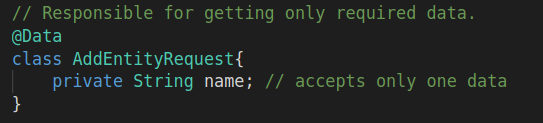 // Responsible for getting only required data.
@Data
class AddEntityRequest{
    private String name; // accepts only one data
}